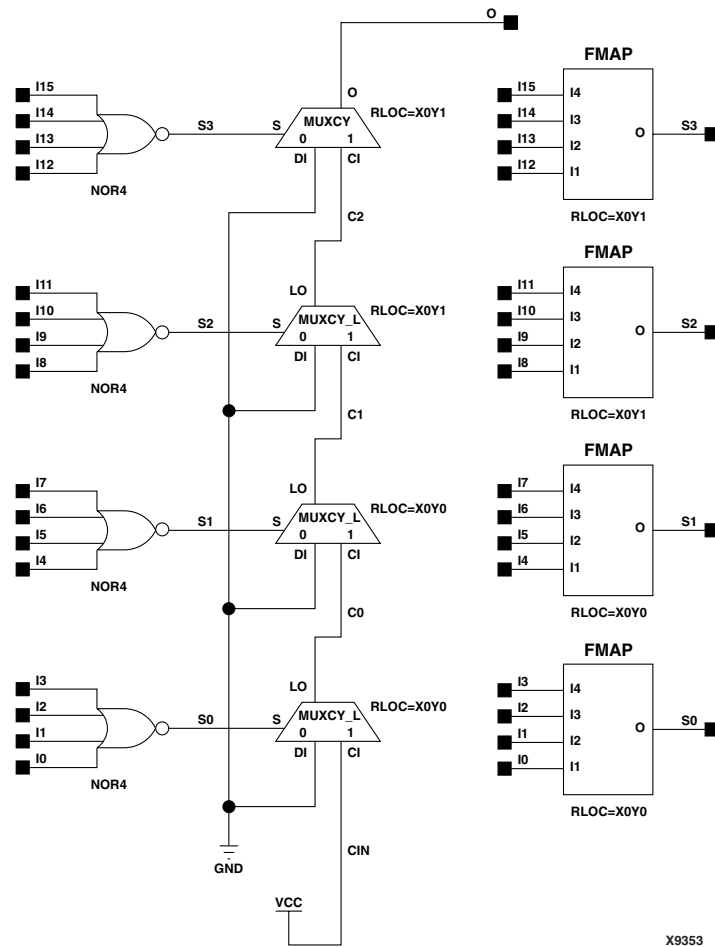 O
FMAP
I15
I14
I13
I12
NOR4
S3
S
O
MUXCY
0 1
DI CI
RLOC=X0Y1
I15
I14
I13
I12
I4
I3
I2
I1
O
S3
RLOC=X0Y1
C2
FMAP
I11
I10
I9
I8
NOR4
S2
S
LO
MUXCY_L
0 1
DI CI
RLOC=X0Y1
I11
I10
I9
I8
I4
I3
I2
I1
O
S2
RLOC=X0Y1
C1
FMAP
I7
I6
I5
I4
NOR4
S1
S
LO
MUXCY_L
0 1
DI CI
RLOC=X0Y0
I7
I6
I5
I4
I4
I3
I2
I1
O
S1
RLOC=X0Y0
C0
FMAP
I3
I2
I1
I0
NOR4
S0
S
LO
MUXCY_L
0 1
DI CI
RLOC=X0Y0
I3
I2
I1
I0
I4
I3
I2
I1
O
S0
RLOC=X0Y0
CIN
GND
VCC
X9353